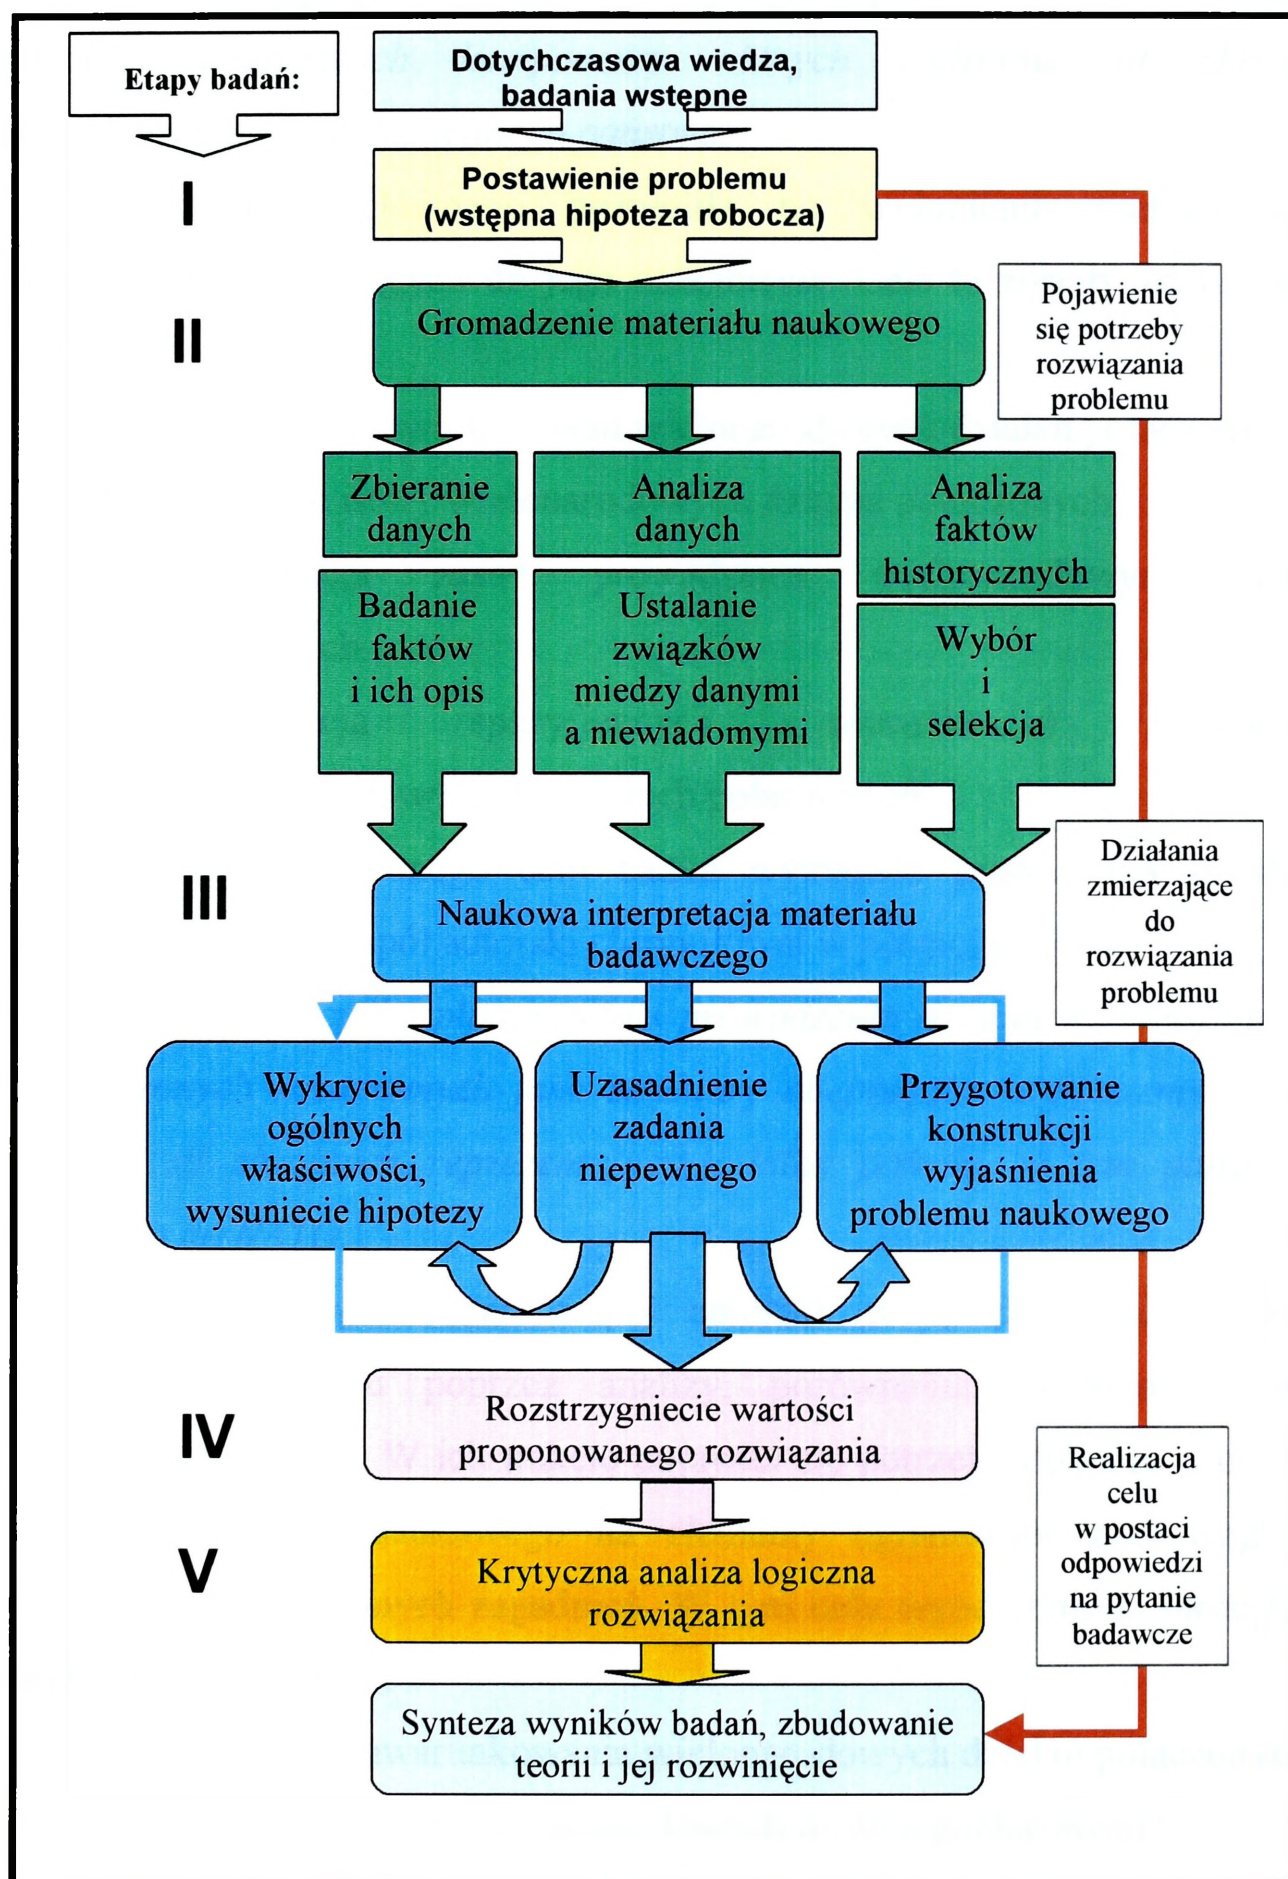 Etapy badań:
Dotychczasowa wiedza,
badania wstępne
I
Postawienie problemu
(wstępna hipoteza robocza)
Pojawienie
się potrzeby
rozwiązania
problemu
II
Gromadzenie materiału naukowego
Zbieranie
danych
Analiza
danych
Analiza
faktów
historycznych
Badanie
faktów
i ich opis
Ustalanie
związków
miedzy danymi
a niewiadomymi
Wybór
i
selekcja
Działania
zmierzające
do
rozwiązania
problemu
III
Naukowa interpretacja materiału
badawczego
Wykrycie
ogólnych
właściwości,
wysuniecie hipotezy
Uzasadnienie
zadania
niepewnego
Przygotowanie
konstrukcji
wyjaśnienia
problemu naukowego
IV
Rozstrzygniecie wartości
proponowanego rozwiązania
Realizacja
celu
w postaci
odpowiedzi
na pytanie
badawcze
V
Krytyczna analiza logiczna
rozwiązania
Synteza wyników badań, zbudowanie
teorii i jej rozwinięcie